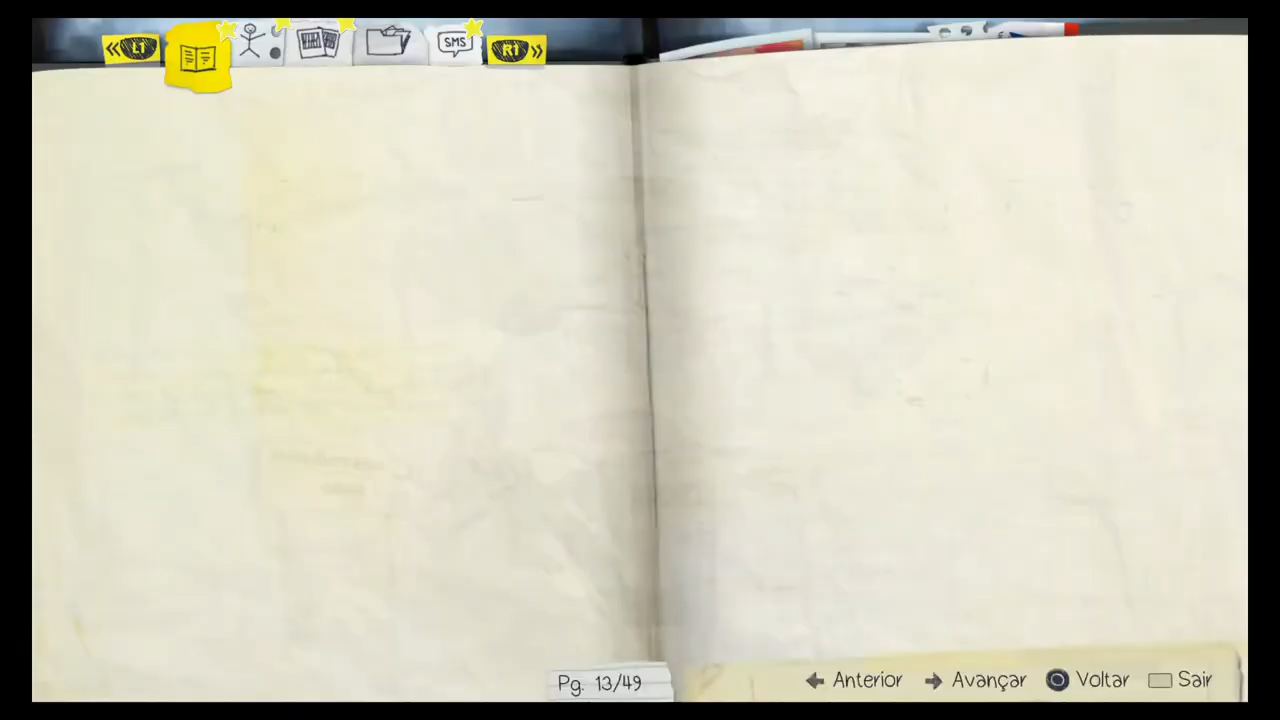 L1
SMS
R1
Pg. 13/49
Anterior
Avançar
Voltar
Sair